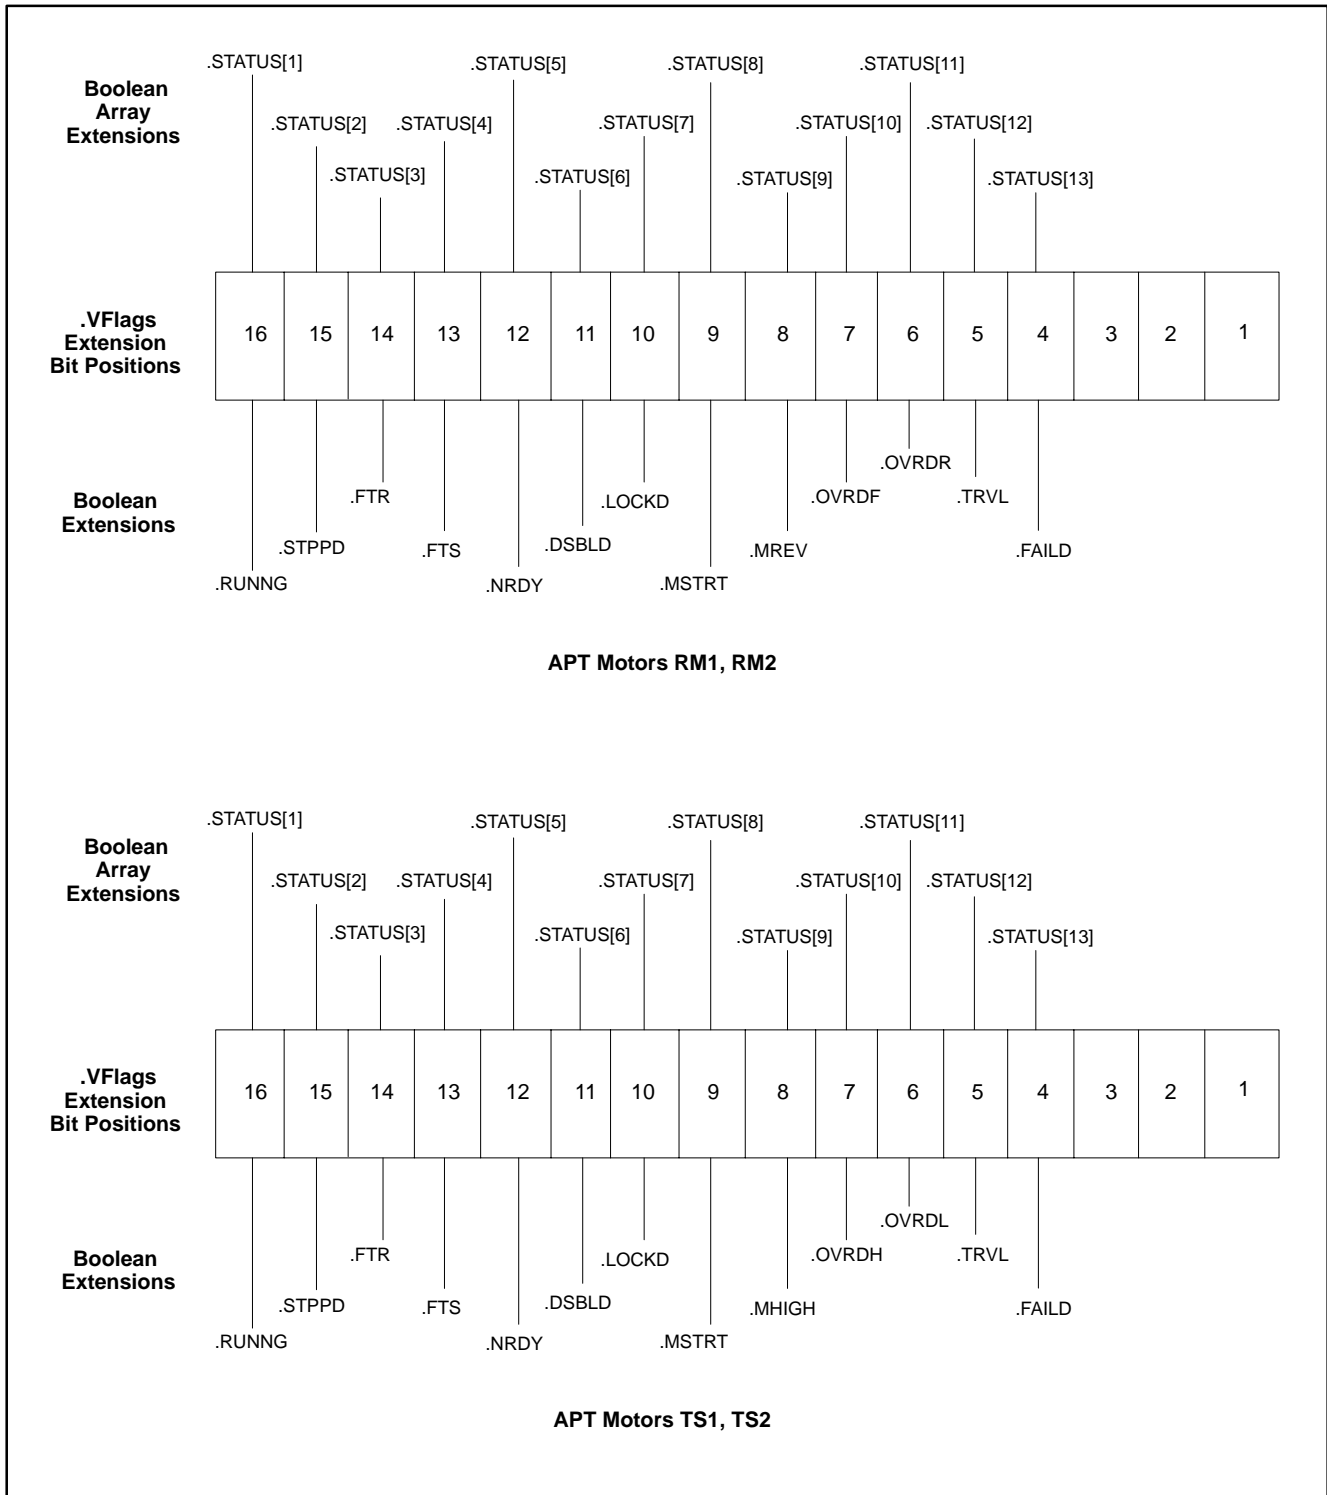 .STATUS[1] .STATUS[5] .STATUS[8] .STATUS[11]
Boolean
Array
Extensions
.STATUS[2] .STATUS[4] .STATUS[7] .STATUS[10] .STATUS[12]
.STATUS[3] .STATUS[6] .STATUS[9] .STATUS[13]
.VFlags
Extension
Bit Positions
16 15 14 13 12 11 10 9 8 7 6 5 4 3 2 1
Boolean
Extensions
.OVRDR
.FTR .LOCKD .OVRDF .TRVL
.STPPD .FTS .DSBLD .MREV .FAILD
.RUNNG .NRDY .MSTRT
APT Motors RM1, RM2
.STATUS[1] .STATUS[5] .STATUS[8] .STATUS[11]
Boolean
Array
Extensions
.STATUS[2] .STATUS[4] .STATUS[7] .STATUS[10] .STATUS[12]
.STATUS[3] .STATUS[6] .STATUS[9] .STATUS[13]
.VFlags
Extension
Bit Positions
16 15 14 13 12 11 10 9 8 7 6 5 4 3 2 1
Boolean
Extensions
.OVRDL
.FTR .LOCKD .OVRDH .TRVL
.STPPD .FTS .DSBLD .MHIGH .FAILD
.RUNNG .NRDY .MSTRT
APT Motors TS1, TS2